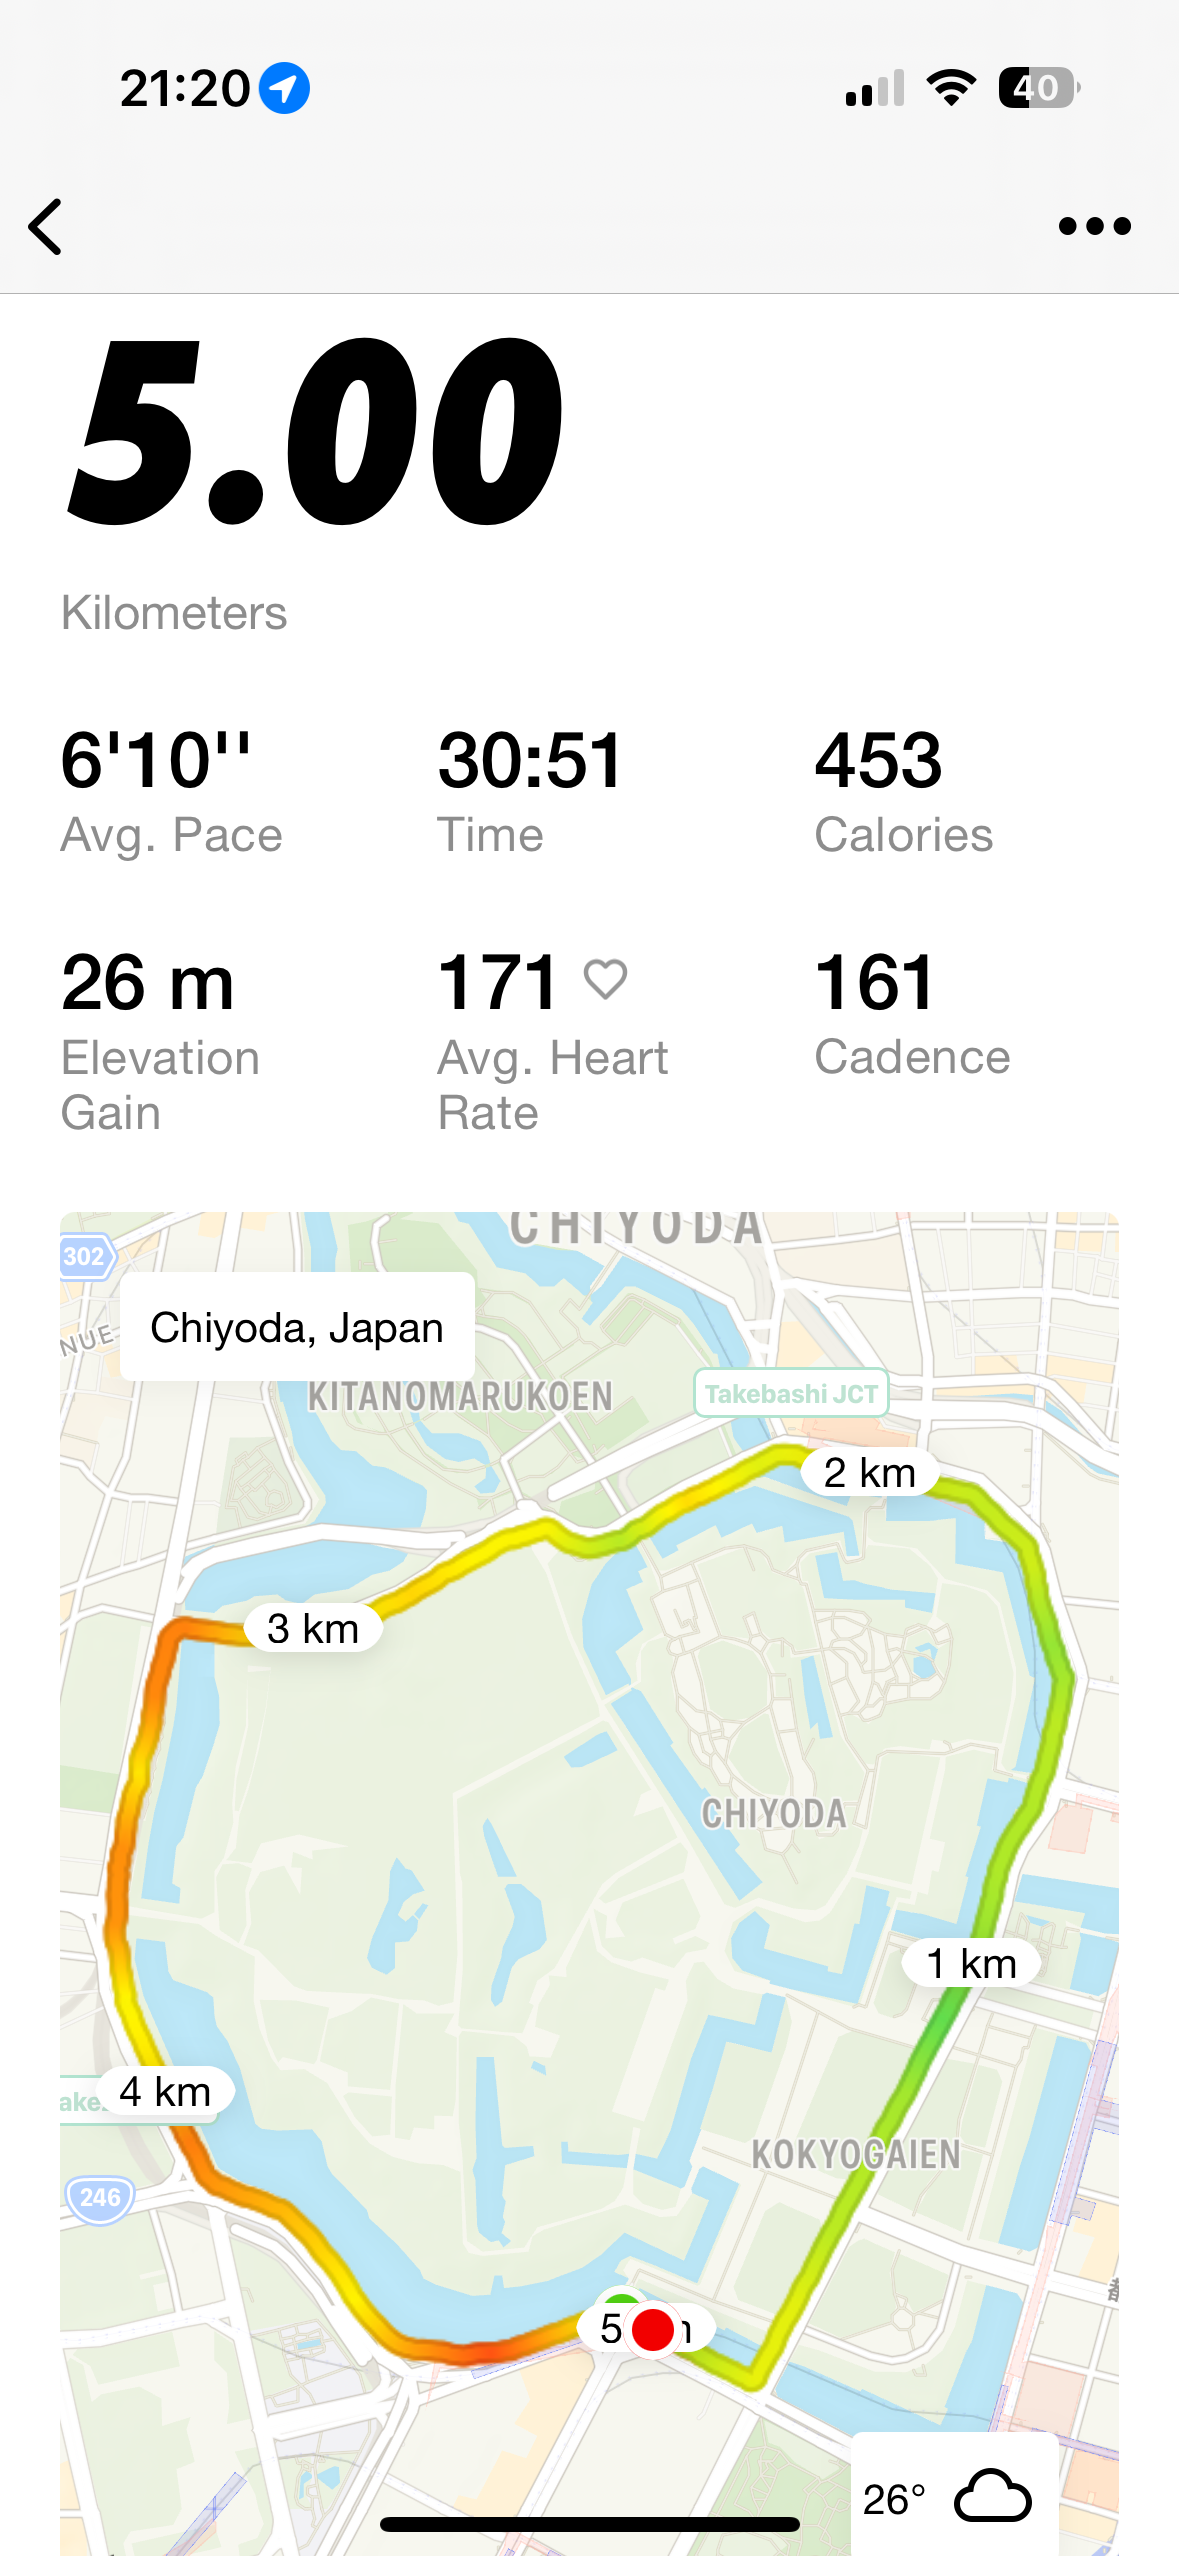 21:20
40
5.00
Kilometers
6'10''
30:51
453
Avg. Pace
Time
Calories
26 m
171
161
Elevation
Gain
Avg. Heart
Rate
Cadence
CHIYODA
302
NUE
Chiyoda, Japan
KITANOMARUKOEN
Takebashi JCT
2 km
3 km
CHIYODA
1 km
4 km
ake
KOKYOGAIEN
246
5
26°